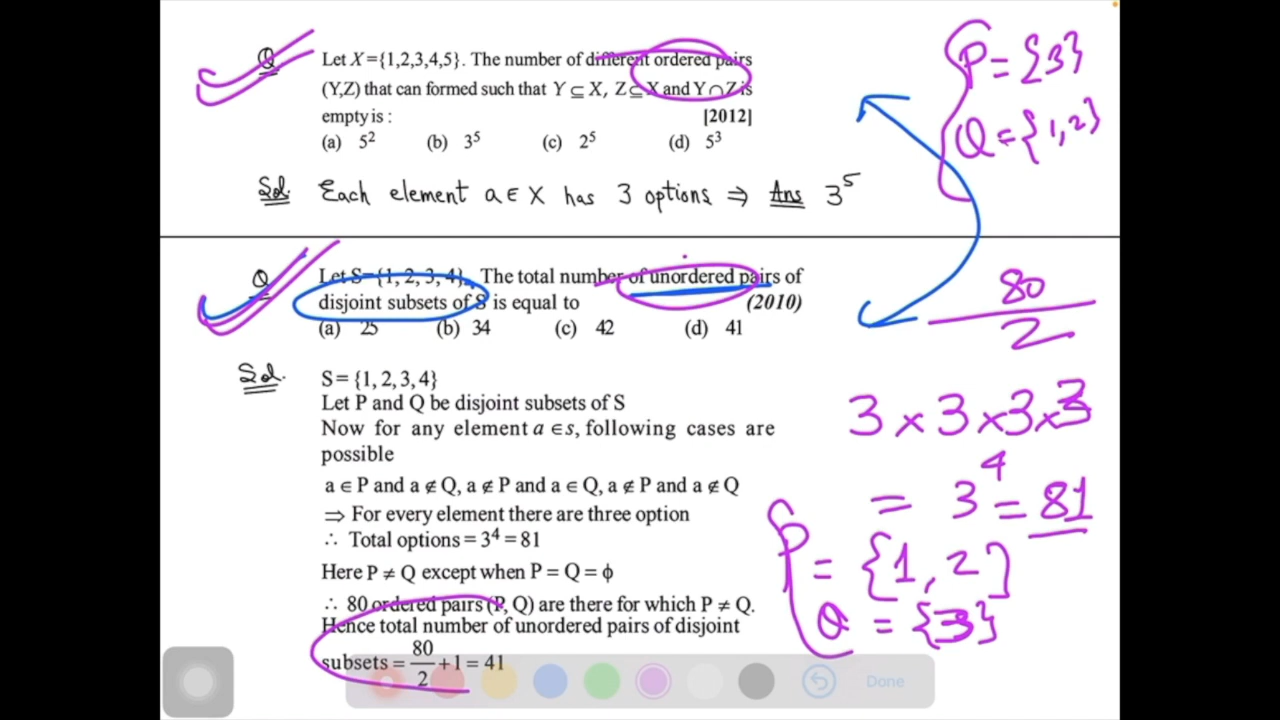 Q Let X={1,2,3,4,5}. The number of different ordered pairs
(Y,Z) that can formed such that Y ⊆ X, Z ⊆ X and Y ∩ Z is
empty is : [2012]
(a) 5² (b) 3⁵ (c) 2⁵ (d) 5³
Sol. Each element a ∈ X has 3 options ⇒ Ans 3⁵
P = {3}
Q = {1,2}
Q Let S={1, 2, 3, 4}. The total number of unordered pairs of
disjoint subsets of S is equal to (2010)
(a) 25 (b) 34 (c) 42 (d) 41
Sol. S= {1, 2, 3, 4}
Let P and Q be disjoint subsets of S
Now for any element a ∈ s, following cases are
possible
a ∈ P and a ∉ Q, a ∉ P and a ∈ Q, a ∉ P and a ∉ Q
⇒ For every element there are three option
∴ Total options = 3⁴ = 81
Here P ≠ Q except when P = Q = ϕ
∴ 80 ordered pairs (P, Q) are there for which P ≠ Q.
Hence total number of unordered pairs of disjoint
subsets = 80/2 +1 = 41
80/2
3 × 3 × 3 × 3
= 3⁴ = 81
P = {1, 2}
Q = {3}
Done